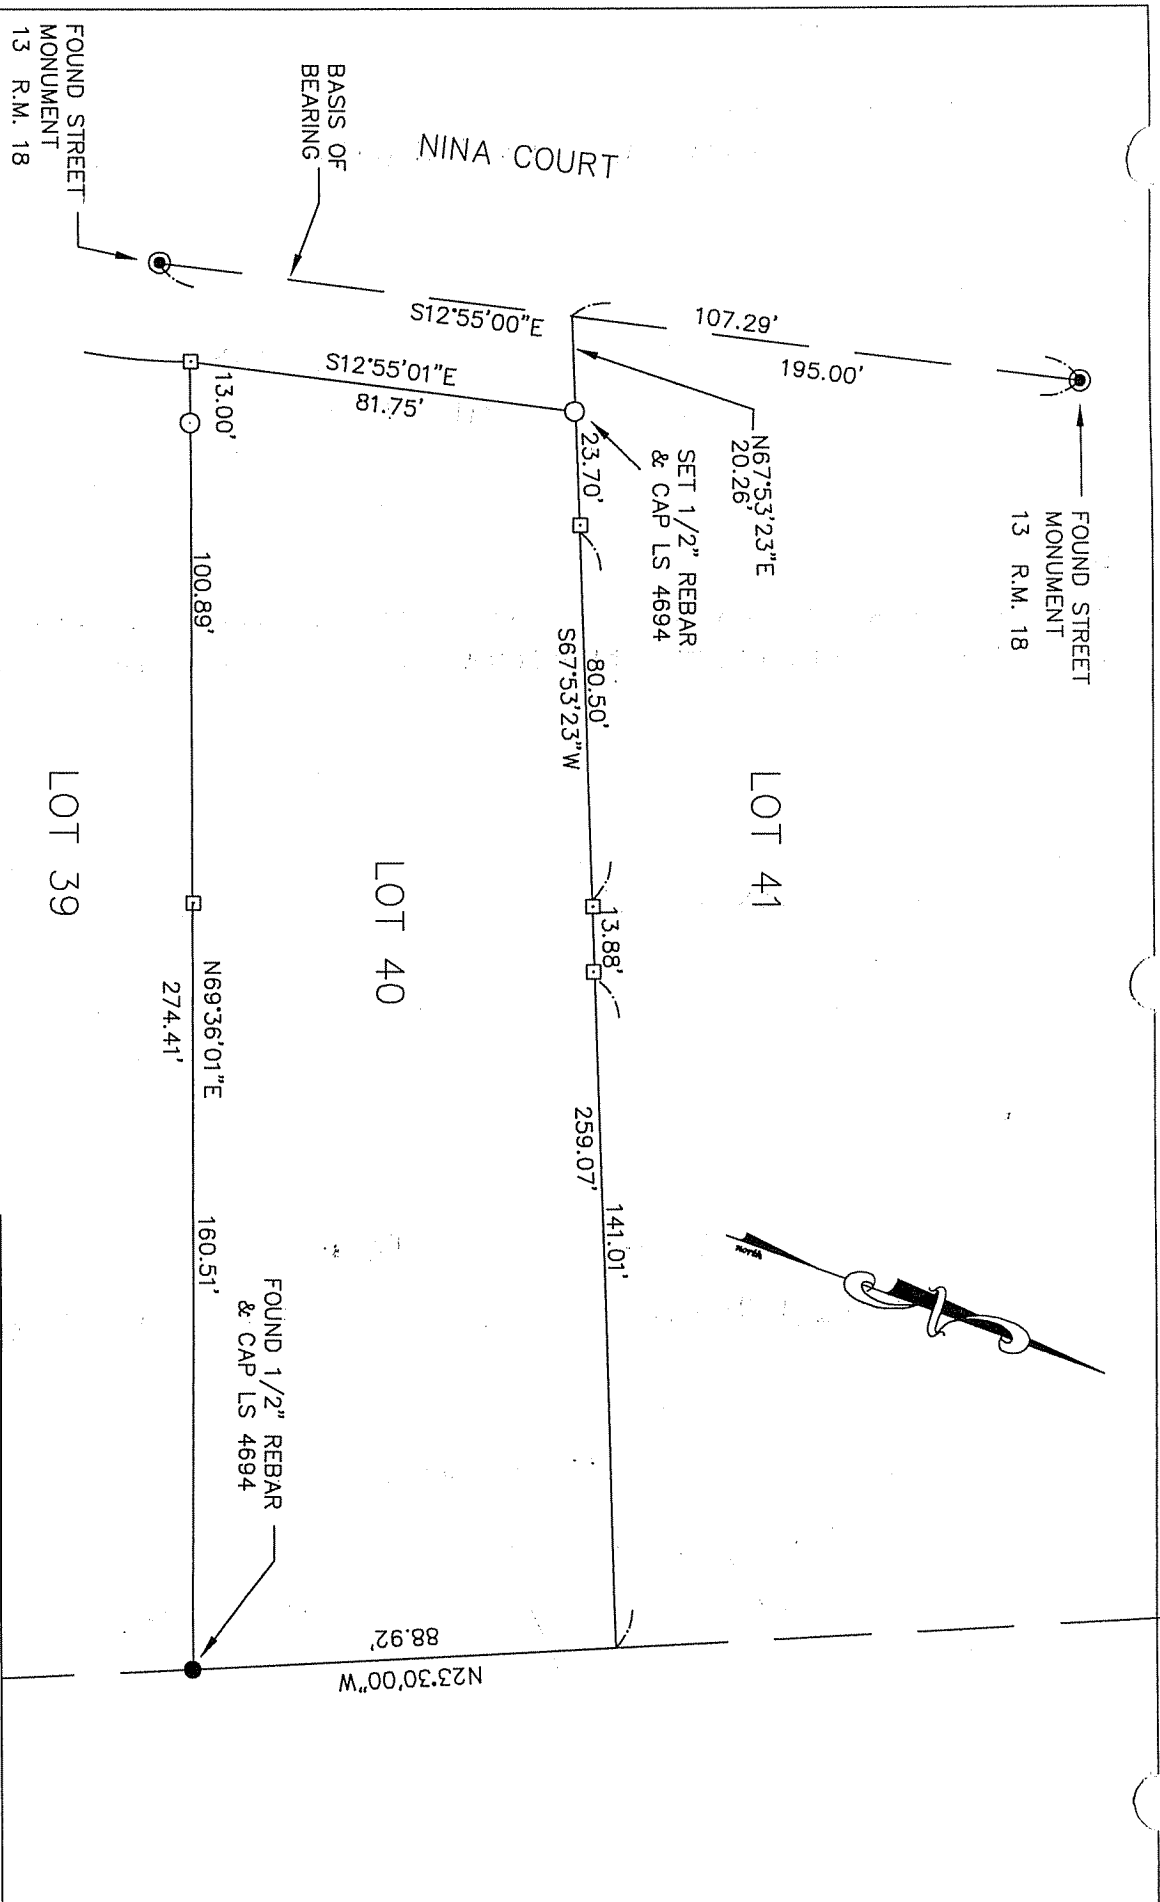 FOUND STREET
MONUMENT
13 R.M. 18
BASIS OF
BEARING
NINA COURT
S12°55'00"E
107.29'
195.00'
FOUND STREET
MONUMENT
13 R.M. 18
S12°55'01"E
81.75'
13.00'
N67°53'23"E
20.26'
SET 1/2" REBAR
& CAP LS 4694
23.70'
80.50'
S67°53'23"W
13.88'
259.07'
141.01'
100.89'
N69°36'01"E
274.41'
160.51'
LOT 41
LOT 40
LOT 39
north
FOUND 1/2" REBAR
& CAP LS 4694
88.92'
N23°30'00"W